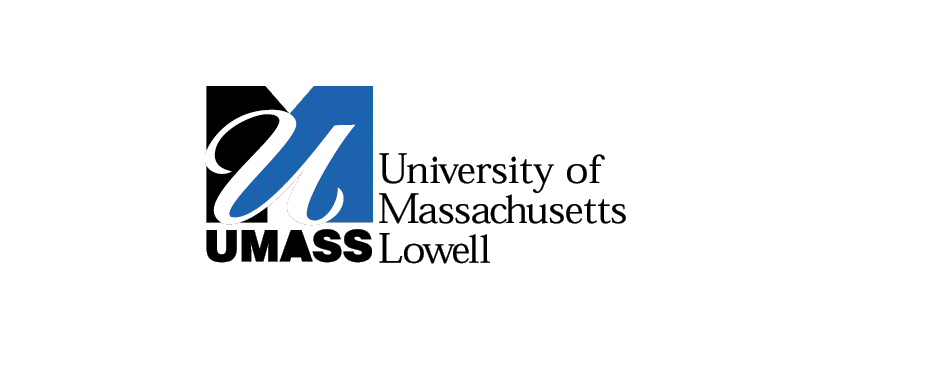 U
UMASS
University of
Massachusetts
Lowell